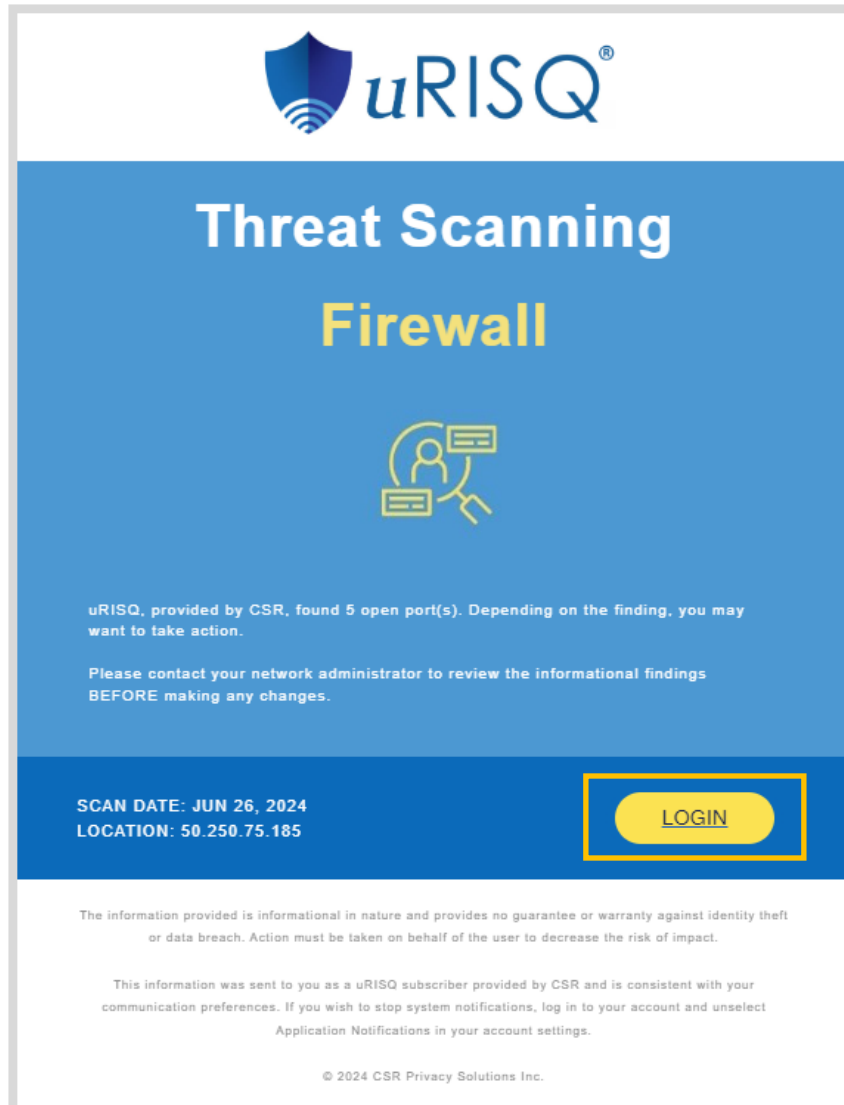 uRISQ®
Threat Scanning
Firewall
uRISQ, provided by CSR, found 5 open port(s). Depending on the finding, you may
want to take action.
Please contact your network administrator to review the informational findings
BEFORE making any changes.
SCAN DATE: JUN 26, 2024
LOCATION: 50.250.75.185
LOGIN
The information provided is informational in nature and provides no guarantee or warranty against identity theft
or data breach. Action must be taken on behalf of the user to decrease the risk of impact.
This information was sent to you as a uRISQ subscriber provided by CSR and is consistent with your
communication preferences. If you wish to stop system notifications, log in to your account and unselect
Application Notifications in your account settings.
© 2024 CSR Privacy Solutions Inc.